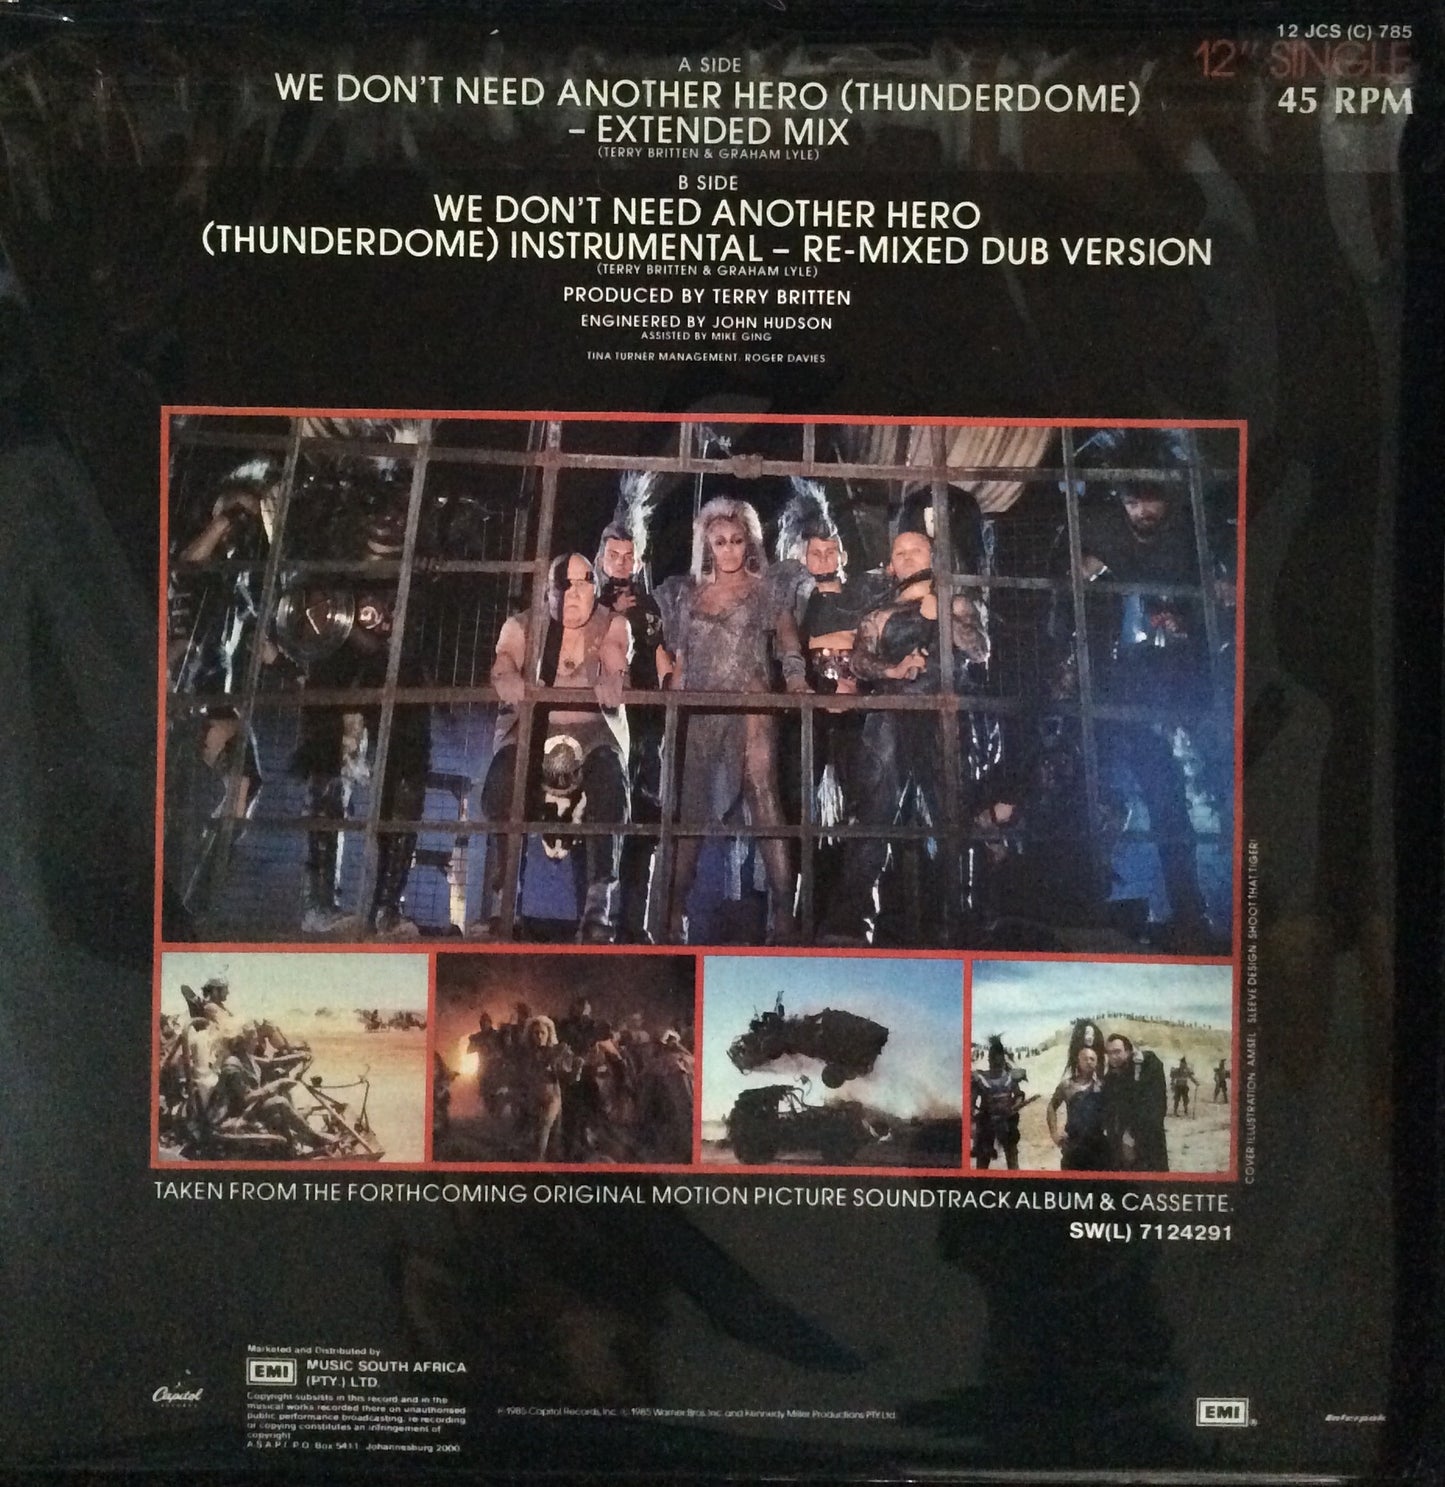 12 JCS (C) 785
12" SINGLE
45 RPM
A SIDE
WE DON'T NEED ANOTHER HERO (THUNDERDOME)
– EXTENDED MIX
(TERRY BRITTEN & GRAHAM LYLE)
B SIDE
WE DON'T NEED ANOTHER HERO
(THUNDERDOME) INSTRUMENTAL – RE-MIXED DUB VERSION
(TERRY BRITTEN & GRAHAM LYLE)
PRODUCED BY TERRY BRITTEN
ENGINEERED BY JOHN HUDSON
ASSISTED BY MIKE GING
TINA TURNER MANAGEMENT: ROGER DAVIES
COVER ILLUSTRATION: AMSEL. SLEEVE DESIGN: SHOOT THAT TIGER!
TAKEN FROM THE FORTHCOMING ORIGINAL MOTION PICTURE SOUNDTRACK ALBUM & CASSETTE.
SW(L) 7124291
Capitol
RECORDS
Marketed and Distributed by
EMI MUSIC SOUTH AFRICA
(PTY.) LTD.
Copyright subsists in this record and in the
musical works recorded there on unauthorised
public performance broadcasting, re-recording
or copying constitutes an infringement of
copyright
A.S.A.P.I. P.O. Box 5411 Johannesburg 2000
℗ 1985 Capitol Records, Inc. © 1985 Warner Bros. Inc. and Kennedy Miller Productions PTY Ltd.
EMI ®
Interpak